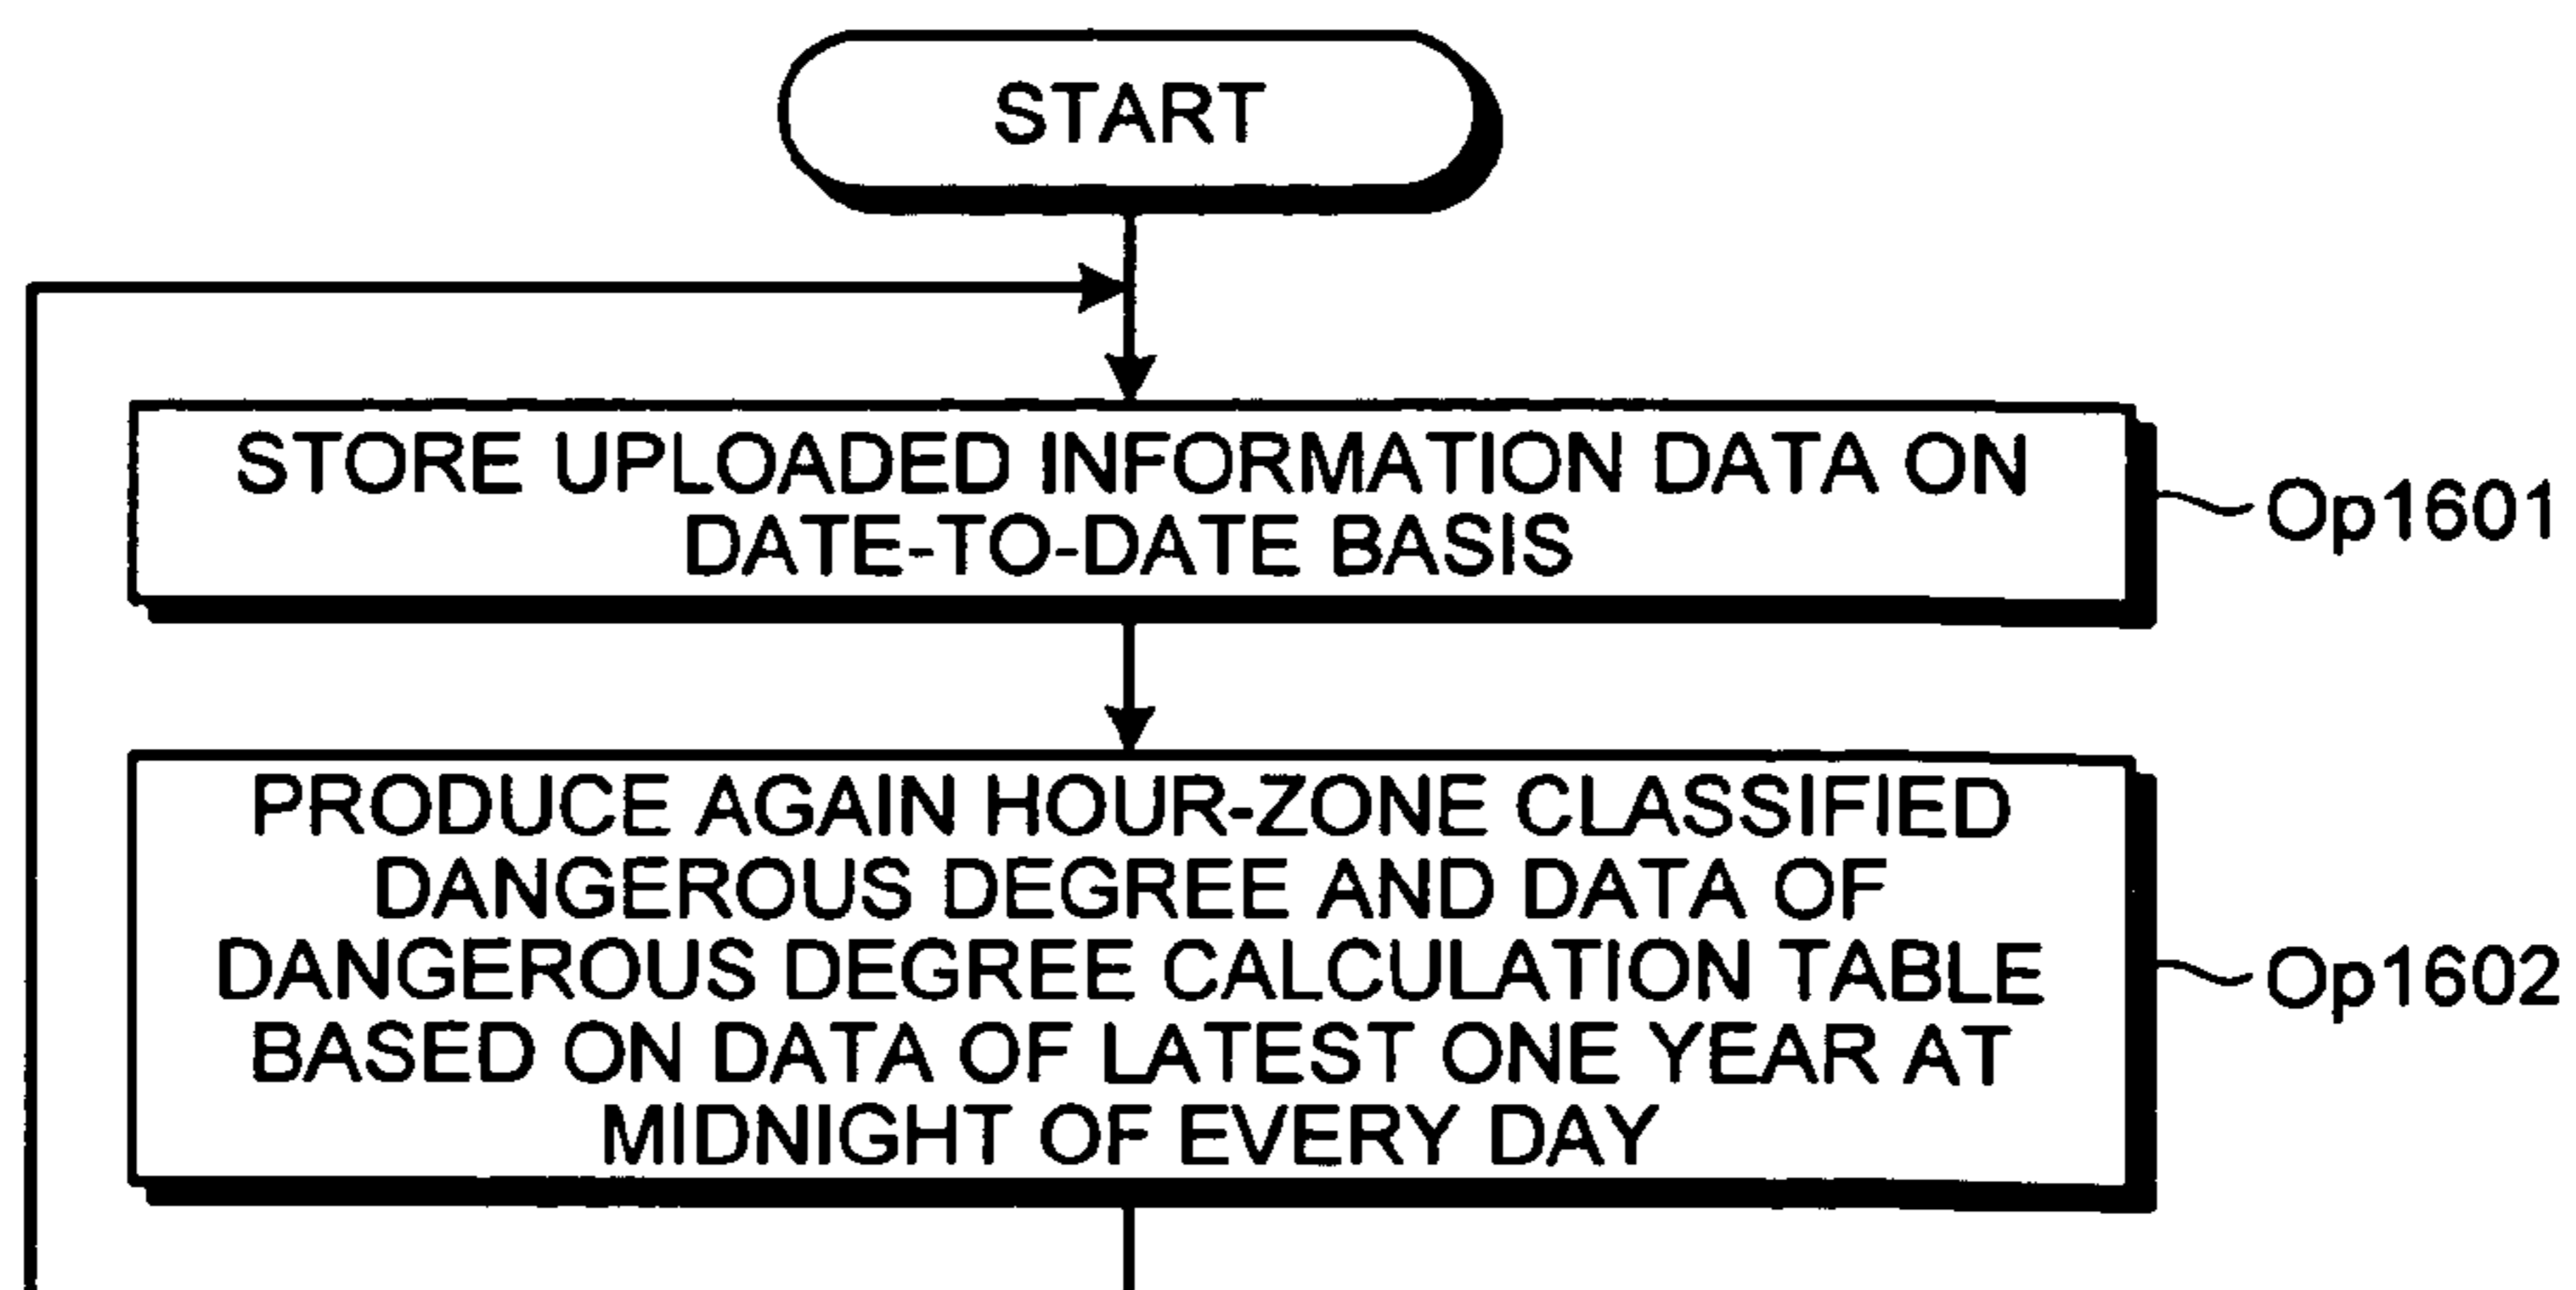 START
STORE UPLOADED INFORMATION DATA ON
DATE-TO-DATE BASIS
Op1601
PRODUCE AGAIN HOUR-ZONE CLASSIFIED
DANGEROUS DEGREE AND DATA OF
DANGEROUS DEGREE CALCULATION TABLE
BASED ON DATA OF LATEST ONE YEAR AT
MIDNIGHT OF EVERY DAY
Op1602